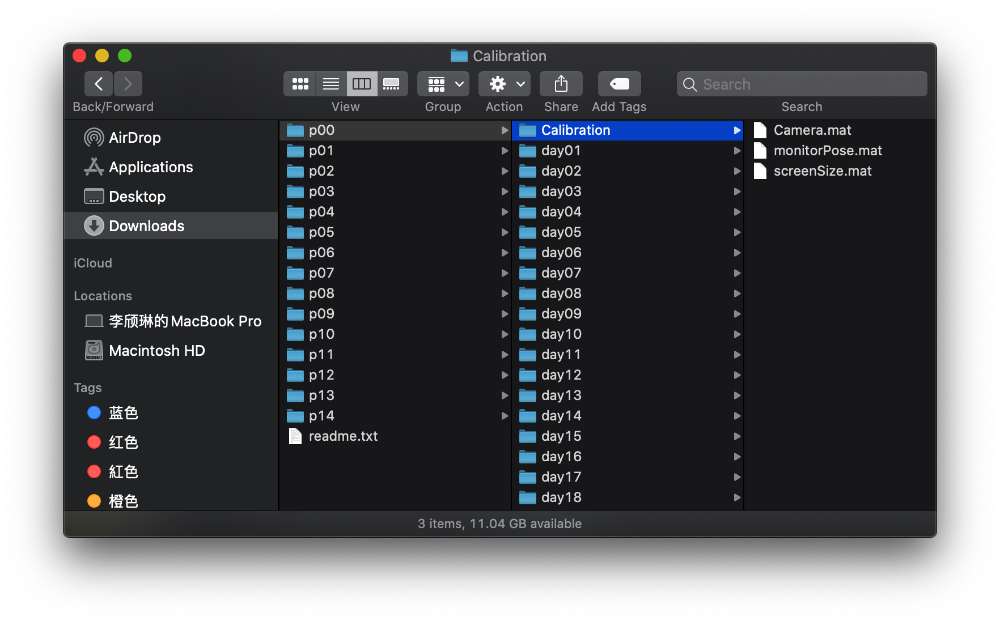 Calibration
Back/Forward
View
Group
Action
Share
Add Tags
Search
Search
AirDrop
Applications
Desktop
Downloads
iCloud
Locations
李颀琳的MacBook Pro
Macintosh HD
Tags
蓝色
红色
紅色
橙色
p00
p01
p02
p03
p04
p05
p06
p07
p08
p09
p10
p11
p12
p13
p14
readme.txt
Calibration
day01
day02
day03
day04
day05
day06
day07
day08
day09
day10
day11
day12
day13
day14
day15
day16
day17
day18
Camera.mat
monitorPose.mat
screenSize.mat
3 items, 11.04 GB available